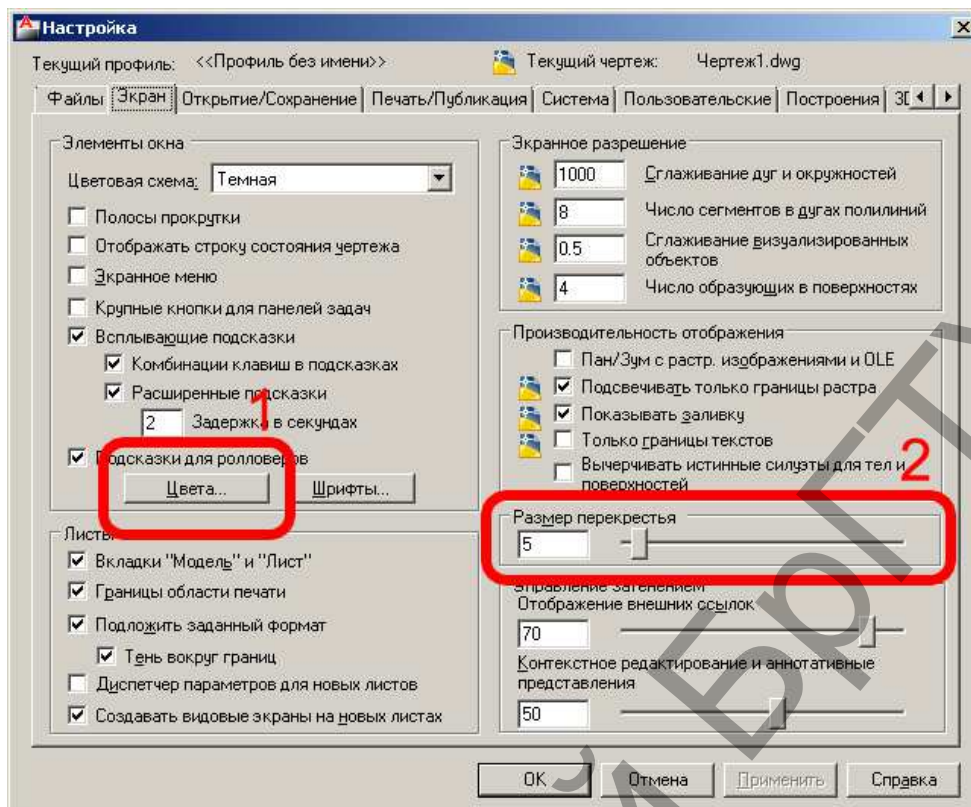 Настройка
Текущий профиль: <<Профиль без имени>> Текущий чертеж: Чертеж1.dwg
Файлы Экран Открытие/Сохранение Печать/Публикация Система Пользовательские Построения 3D
Элементы окна
Цветовая схема: Темная
Полосы прокрутки
Отображать строку состояния чертежа
Экранное меню
Крупные кнопки для панелей задач
Всплывающие подсказки
Комбинации клавиш в подсказках
Расширенные подсказки
1
2 Задержка в секундах
Подсказки для ролловеров
Цвета... Шрифты...
Листы
Вкладки "Модель" и "Лист"
Границы области печати
Подложить заданный формат
Тень вокруг границ
Диспетчер параметров для новых листов
Создавать видовые экраны на новых листах
Экранное разрешение
1000 Сглаживание дуг и окружностей
8 Число сегментов в дугах полилиний
0.5 Сглаживание визуализированных
объектов
4 Число образующих в поверхностях
Производительность отображения
Пан/Зум с растр. изображениями и OLE
Подсвечивать только границы растра
Показывать заливку
Только границы текстов
Вычерчивать истинные силуэты для тел и
поверхностей
2
Размер перекрестья
5
Управление затенением
Отображение внешних ссылок
70
Контекстное редактирование и аннотативные
представления
50
OK Отмена Применить Справка
й БрГТУ